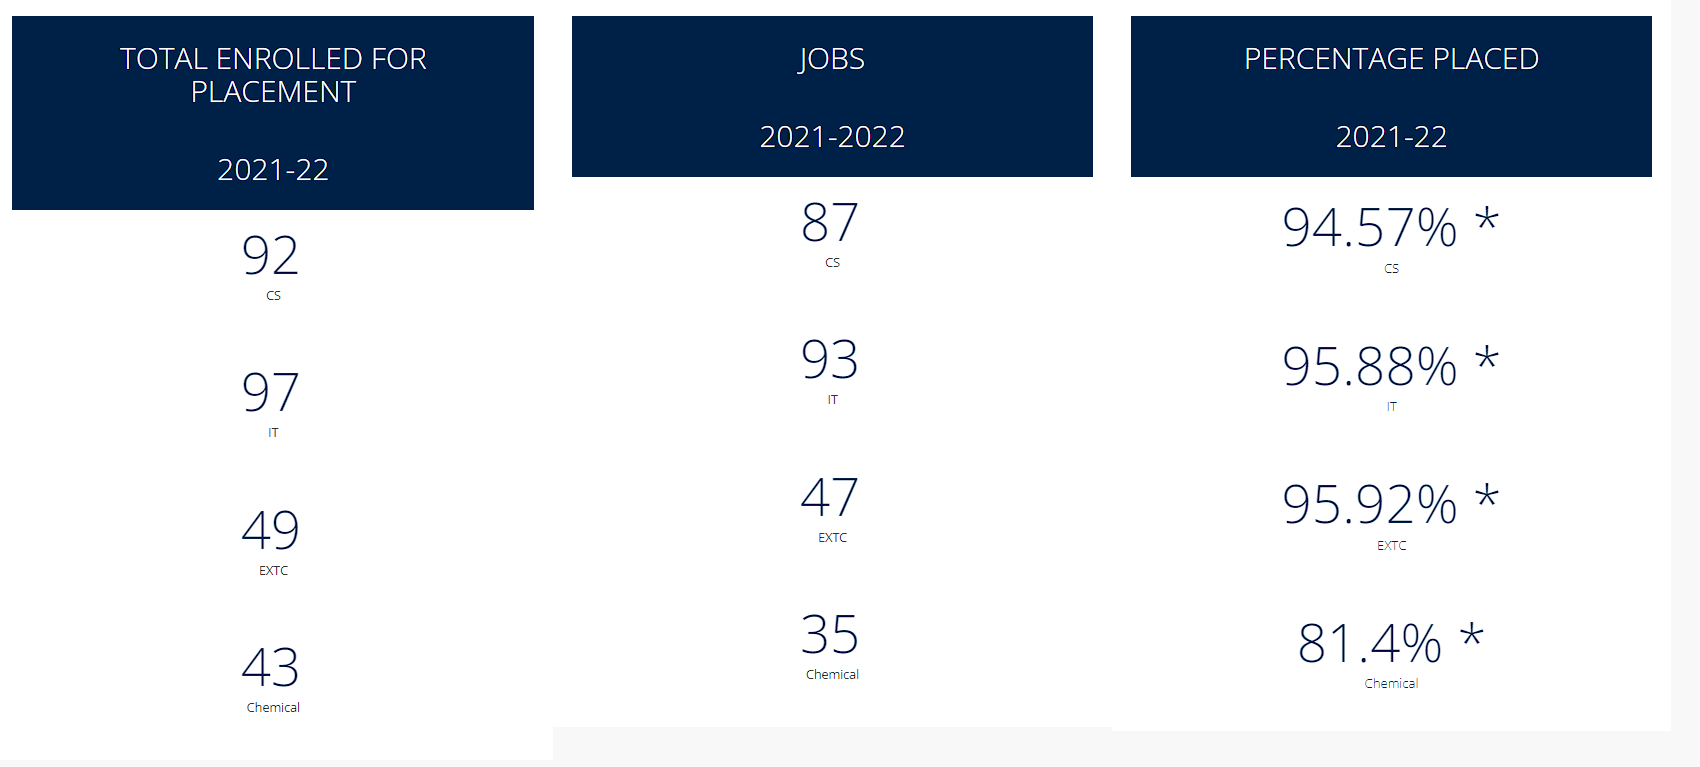 TOTAL ENROLLED FOR
PLACEMENT
2021-22
92
CS
97
IT
49
EXTC
43
Chemical
JOBS
2021-2022
87
CS
93
IT
47
EXTC
35
Chemical
PERCENTAGE PLACED
2021-22
94.57% *
CS
95.88% *
IT
95.92% *
EXTC
81.4% *
Chemical